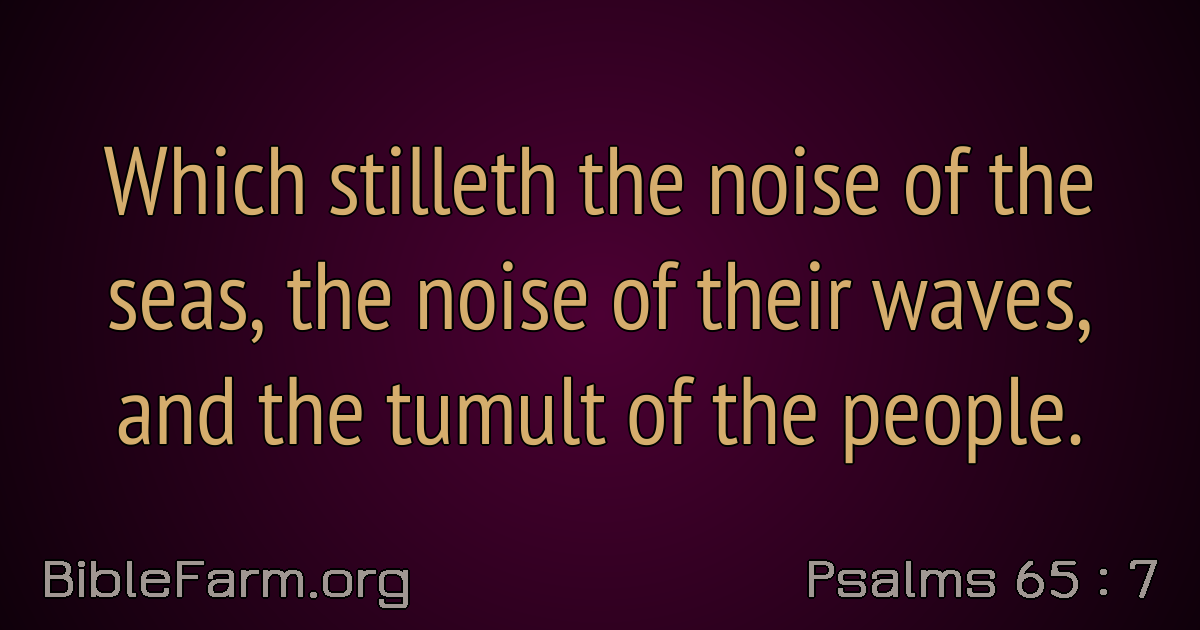 Which stilleth the noise of the
seas, the noise of their waves,
and the tumult of the people.
BibleFarm.org
Psalms 65 : 7